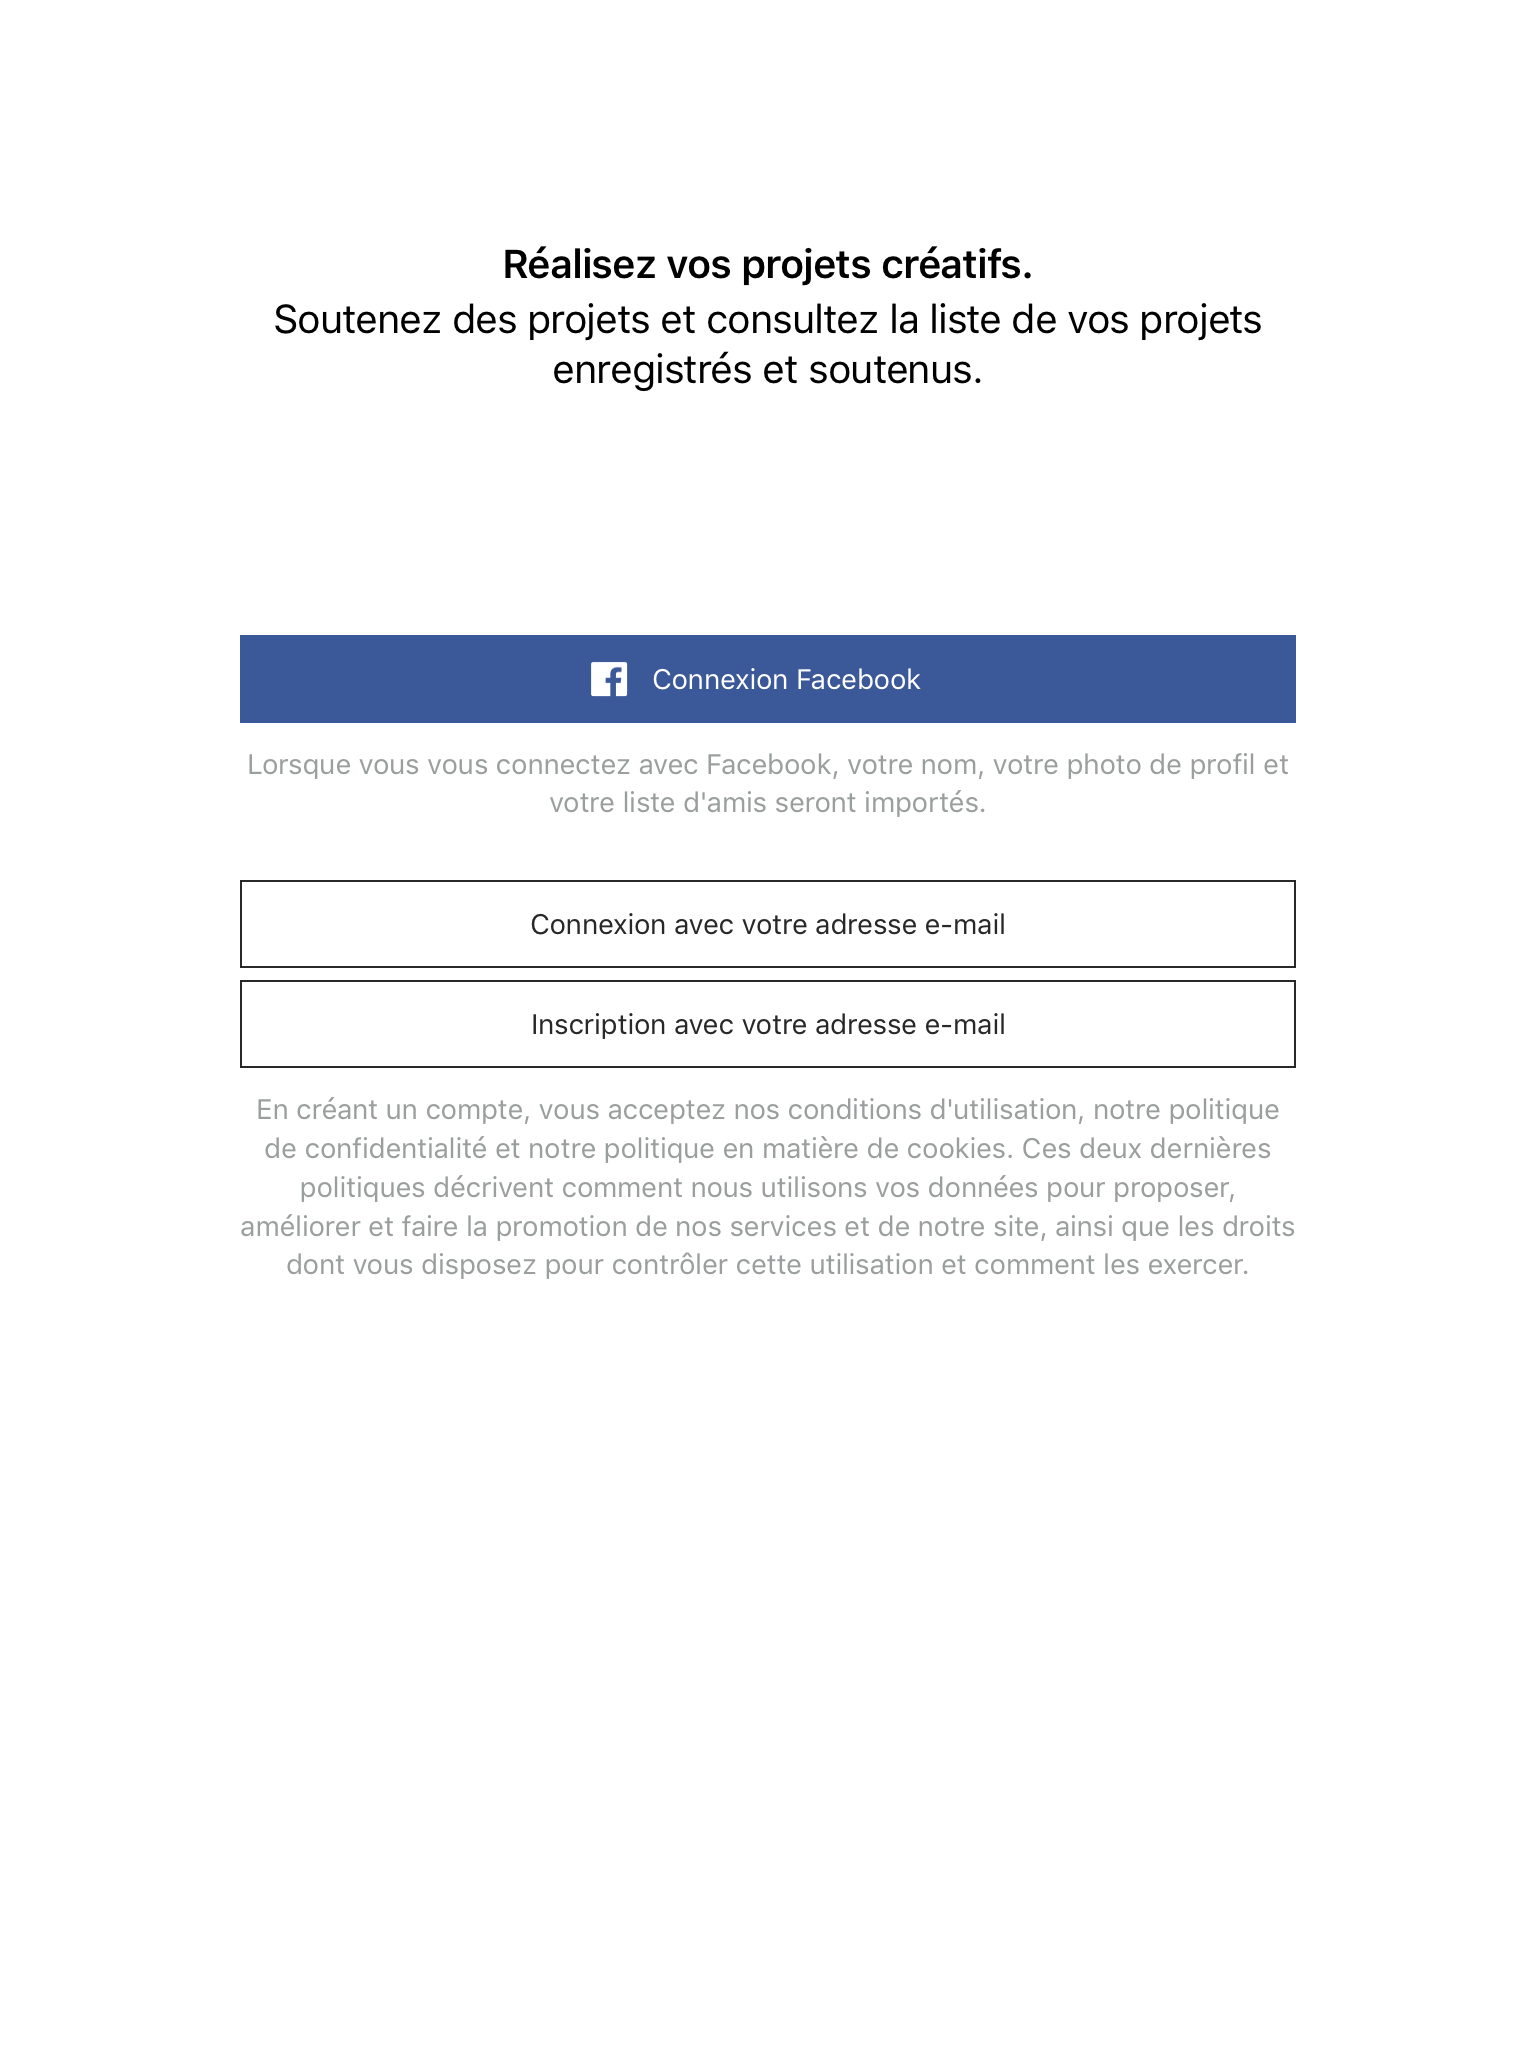 Réalisez vos projets créatifs.
Soutenez des projets et consultez la liste de vos projets
enregistrés et soutenus.
Connexion Facebook
Lorsque vous vous connectez avec Facebook, votre nom, votre photo de profil et
votre liste d'amis seront importés.
Connexion avec votre adresse e-mail
Inscription avec votre adresse e-mail
En créant un compte, vous acceptez nos conditions d'utilisation, notre politique
de confidentialité et notre politique en matière de cookies. Ces deux dernières
politiques décrivent comment nous utilisons vos données pour proposer,
améliorer et faire la promotion de nos services et de notre site, ainsi que les droits
dont vous disposez pour contrôler cette utilisation et comment les exercer.